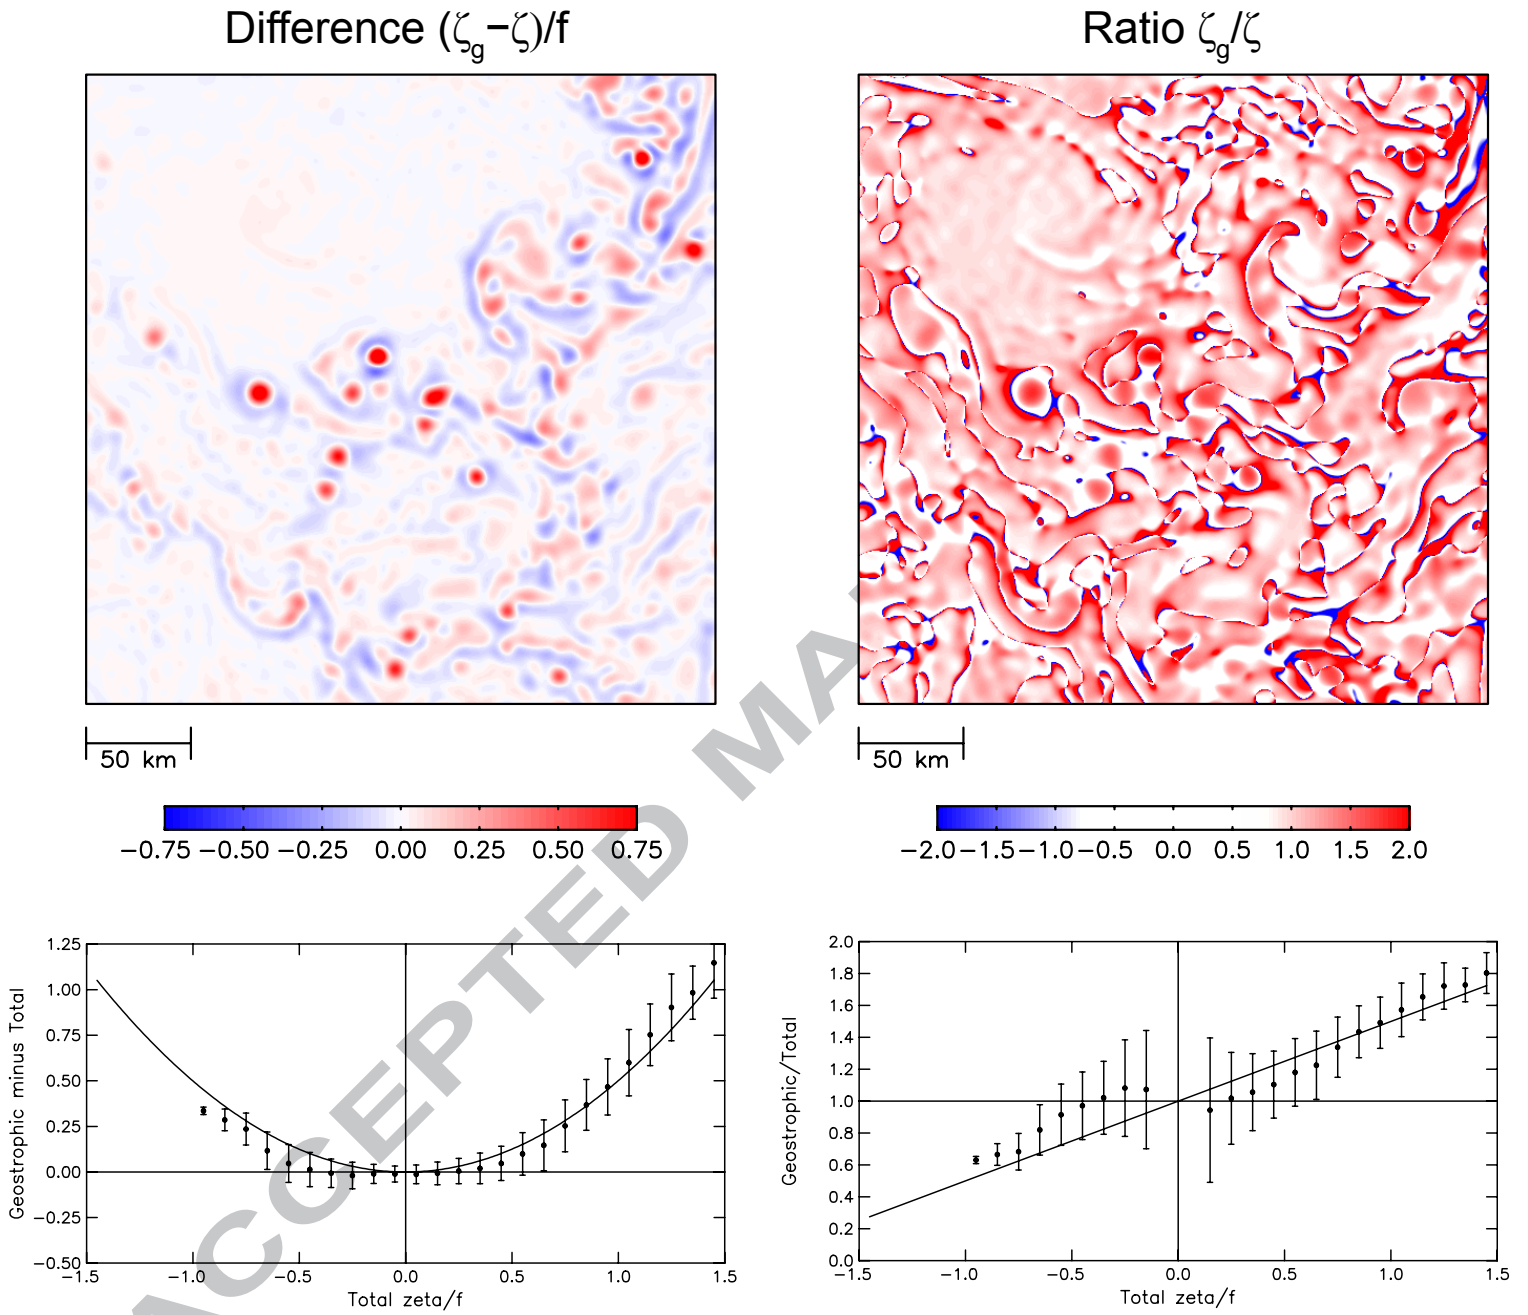 Difference (ζg−ζ)/f
Ratio ζg/ζ
50 km
50 km
−0.75 −0.50 −0.25 0.00 0.25 0.50 0.75
−2.0 −1.5 −1.0 −0.5 0.0 0.5 1.0 1.5 2.0
ACCEPTED MA
Geostrophic minus Total
1.25
1.00
0.75
0.50
0.25
0.00
−0.25
−0.50
−1.5 −1.0 −0.5 0.0 0.5 1.0 1.5
Total zeta/f
Geostrophic/Total
2.0
1.8
1.6
1.4
1.2
1.0
0.8
0.6
0.4
0.2
0.0
−1.5 −1.0 −0.5 0.0 0.5 1.0 1.5
Total zeta/f